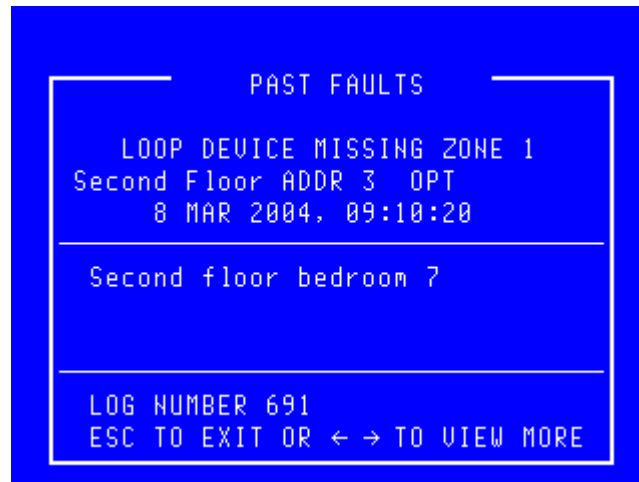 PAST FAULTS
LOOP DEVICE MISSING ZONE 1
Second Floor ADDR 3 OPT
8 MAR 2004, 09:10:20
Second floor bedroom 7
LOG NUMBER 691
ESC TO EXIT OR ← → TO VIEW MORE